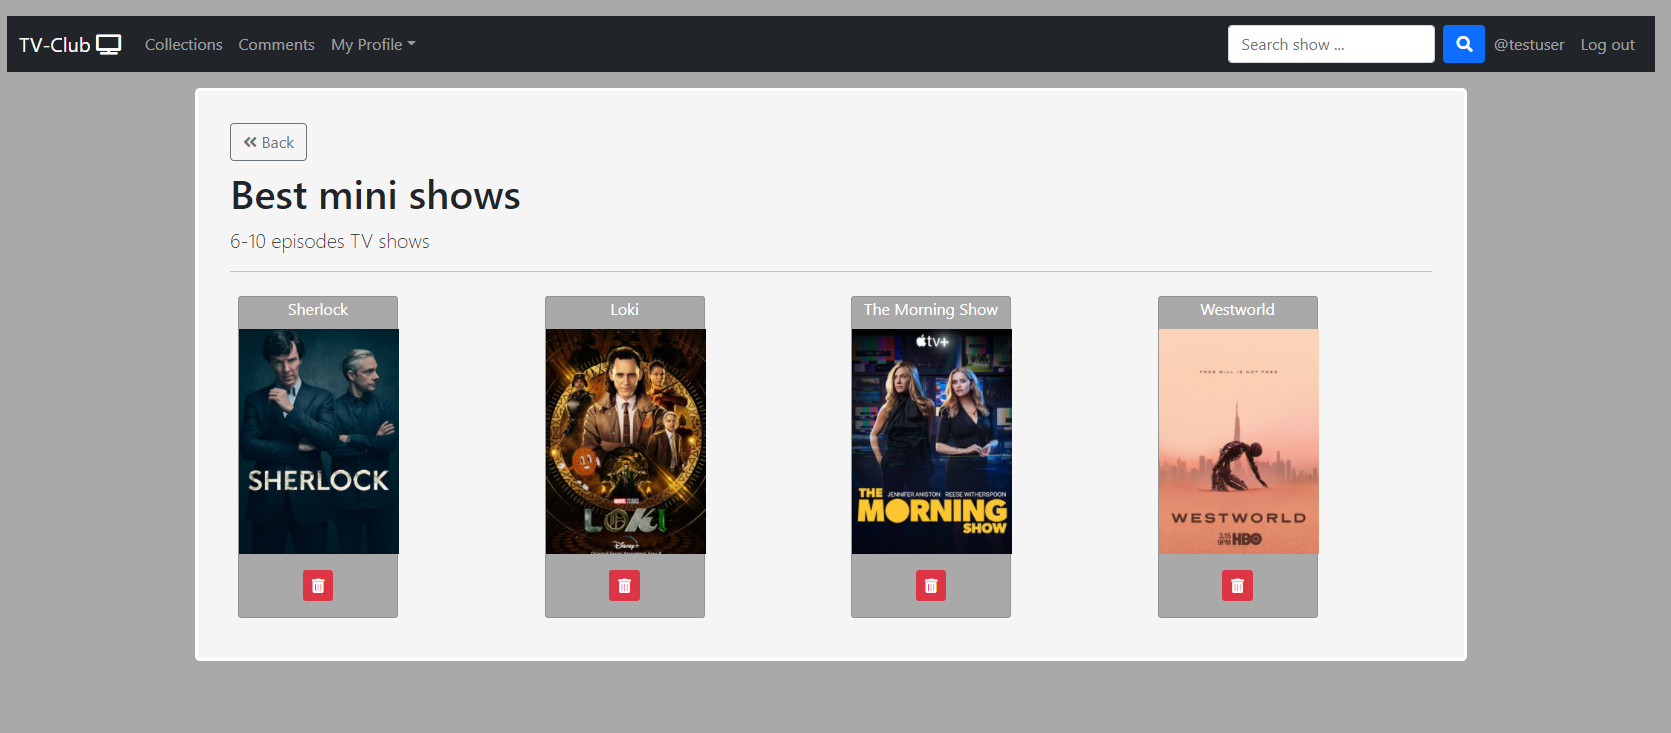 TV-Club Collections Comments My Profile Search show ... @testuser Log out
Back
Best mini shows
6-10 episodes TV shows
Sherlock Loki The Morning Show Westworld
SHERLOCK
MARVEL STUDIOS
LOKI
Disney+
tv+
JENNIFER ANISTON REESE WITHERSPOON
THE
MORNING
SHOW
FREE WILL IS NOT FREE
WESTWORLD
3.15
9PM HBO